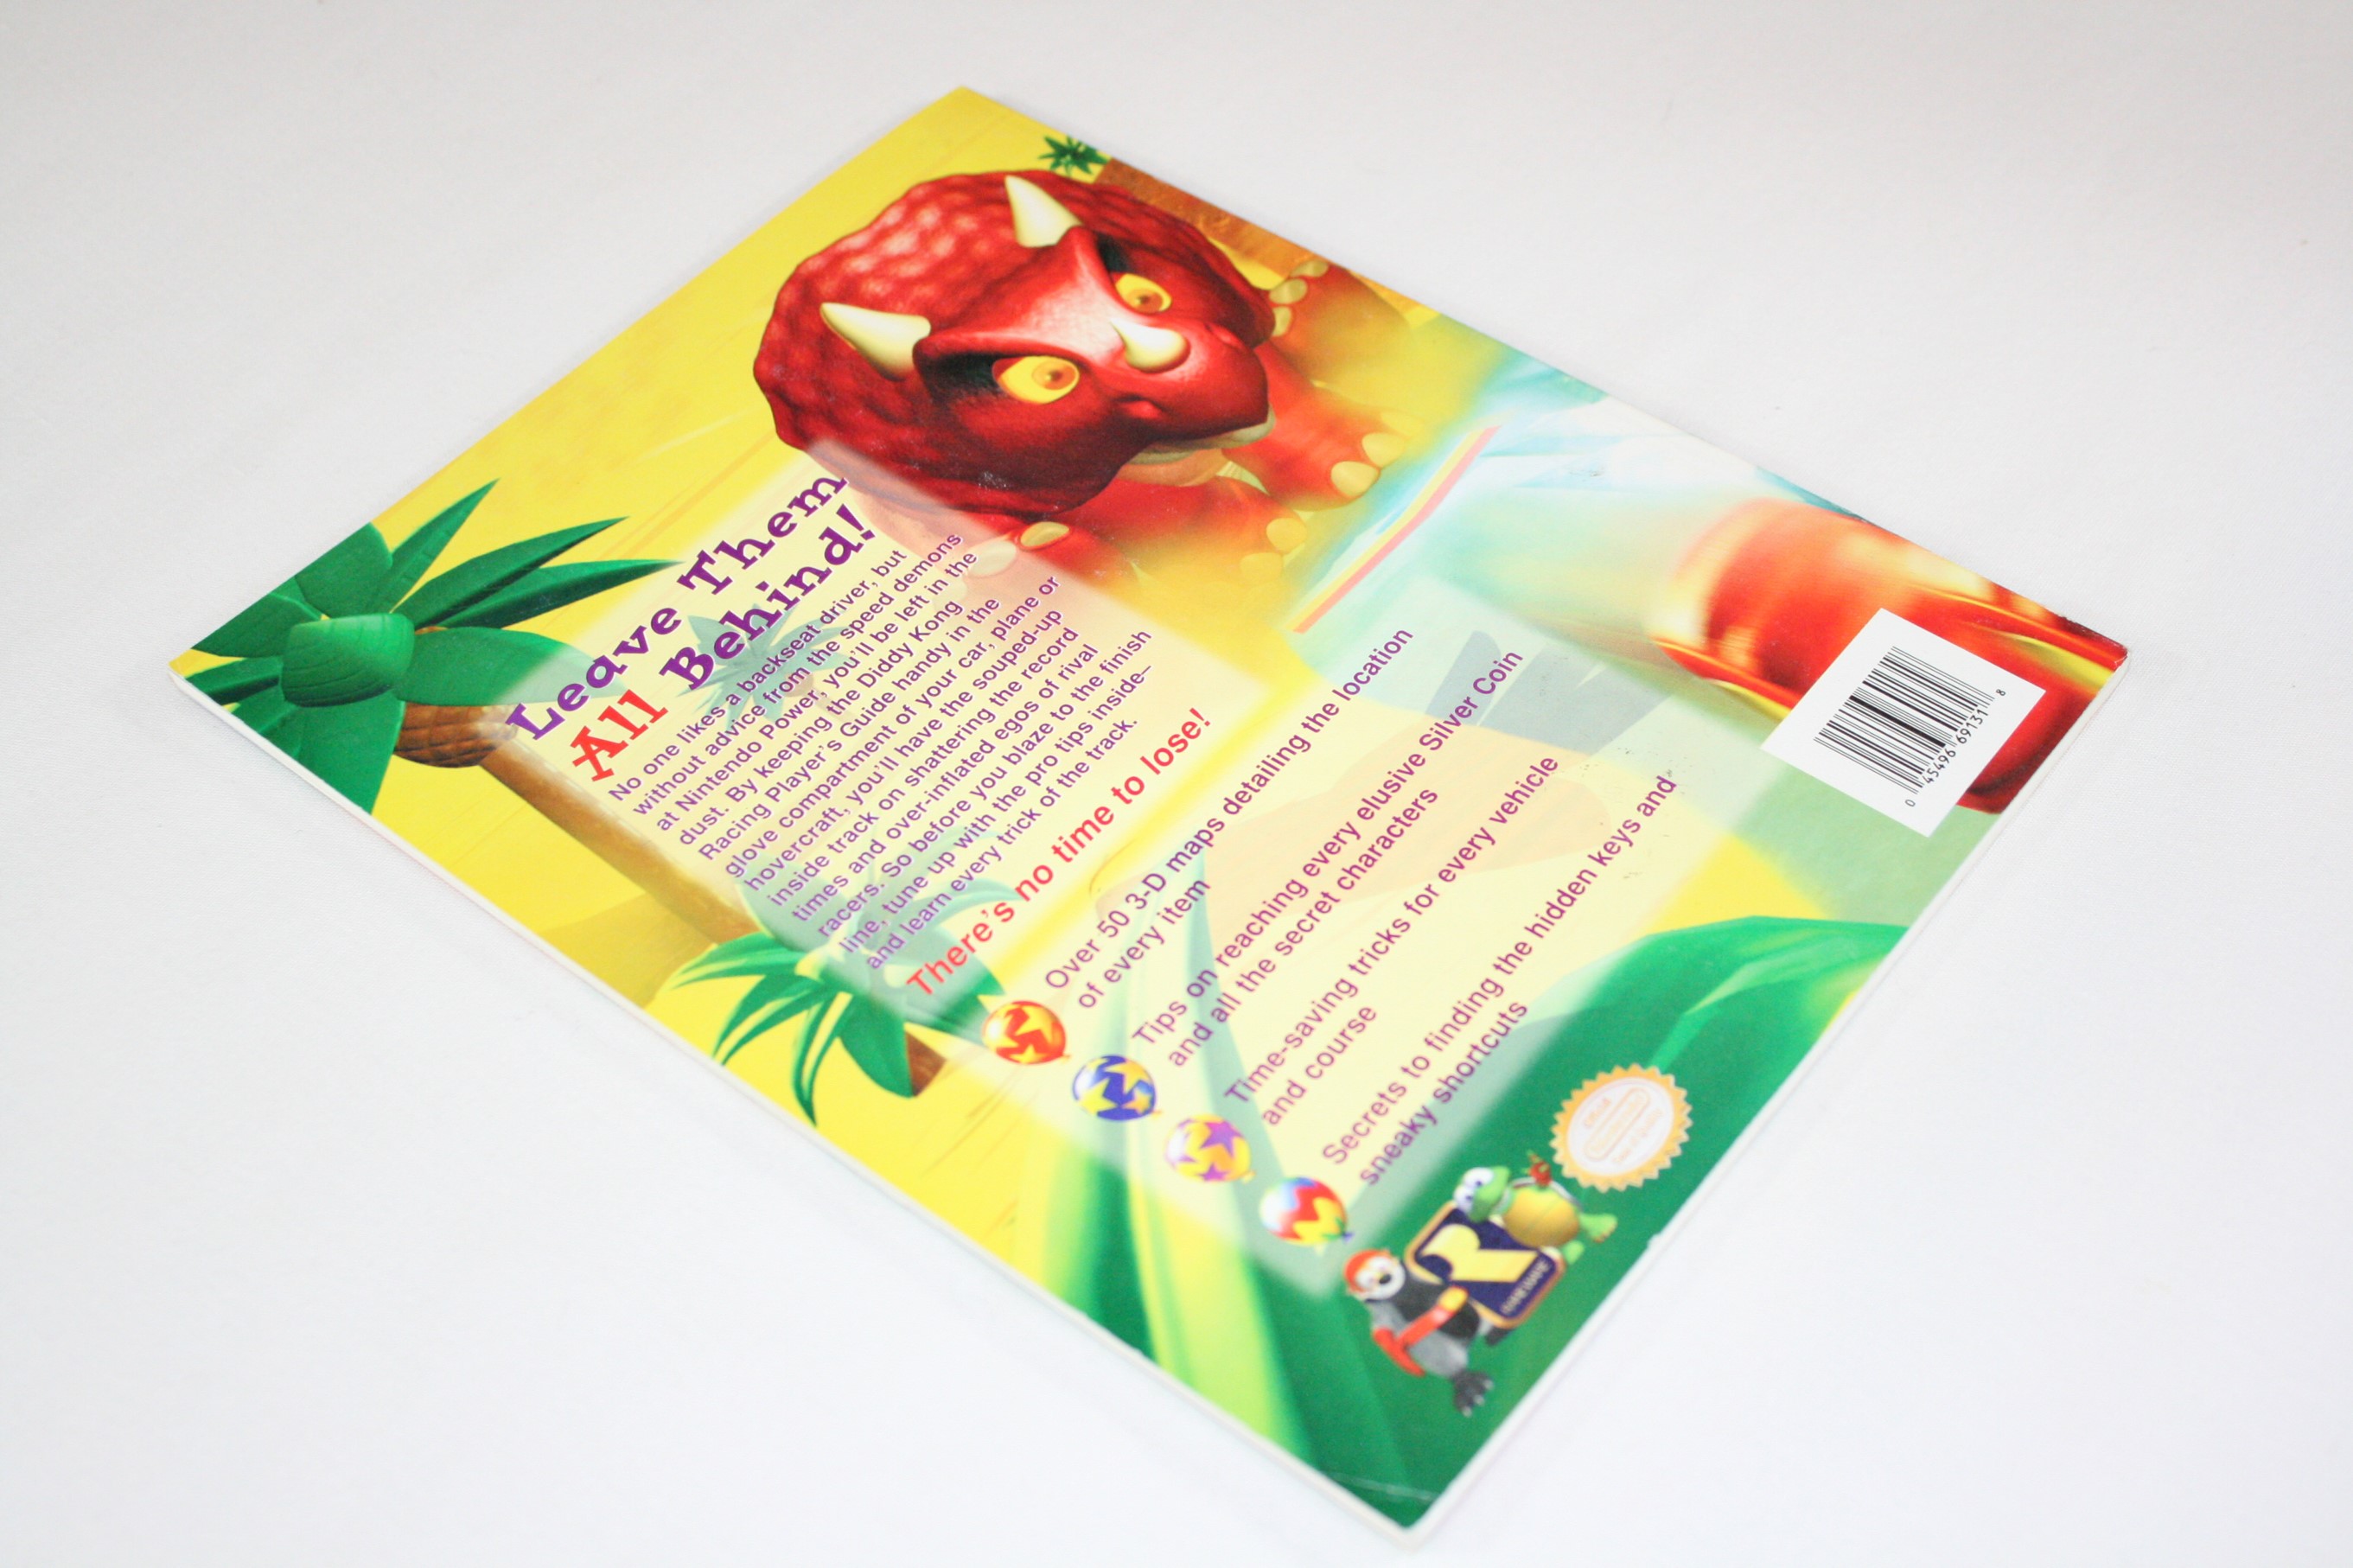 Leave Them
All Behind!
No one likes a backseat driver, but
without advice from the speed demons
at Nintendo Power, you'll be left in the
dust. By keeping the Diddy Kong
Racing Player's Guide handy in the
glove compartment of your car, plane or
hovercraft, you'll have the souped-up
inside track on shattering the record
times and over-inflated egos of rival
racers. So before you blaze to the finish
line, tune up with the pro tips inside–
and learn every trick of the track.
There's no time to lose!
Over 50 3-D maps detailing the location
of every item
Tips on reaching every elusive Silver Coin
and all the secret characters
Time-saving tricks for every vehicle
and course
Secrets to finding the hidden keys and
sneaky shortcuts
0 45496 69131 8
R